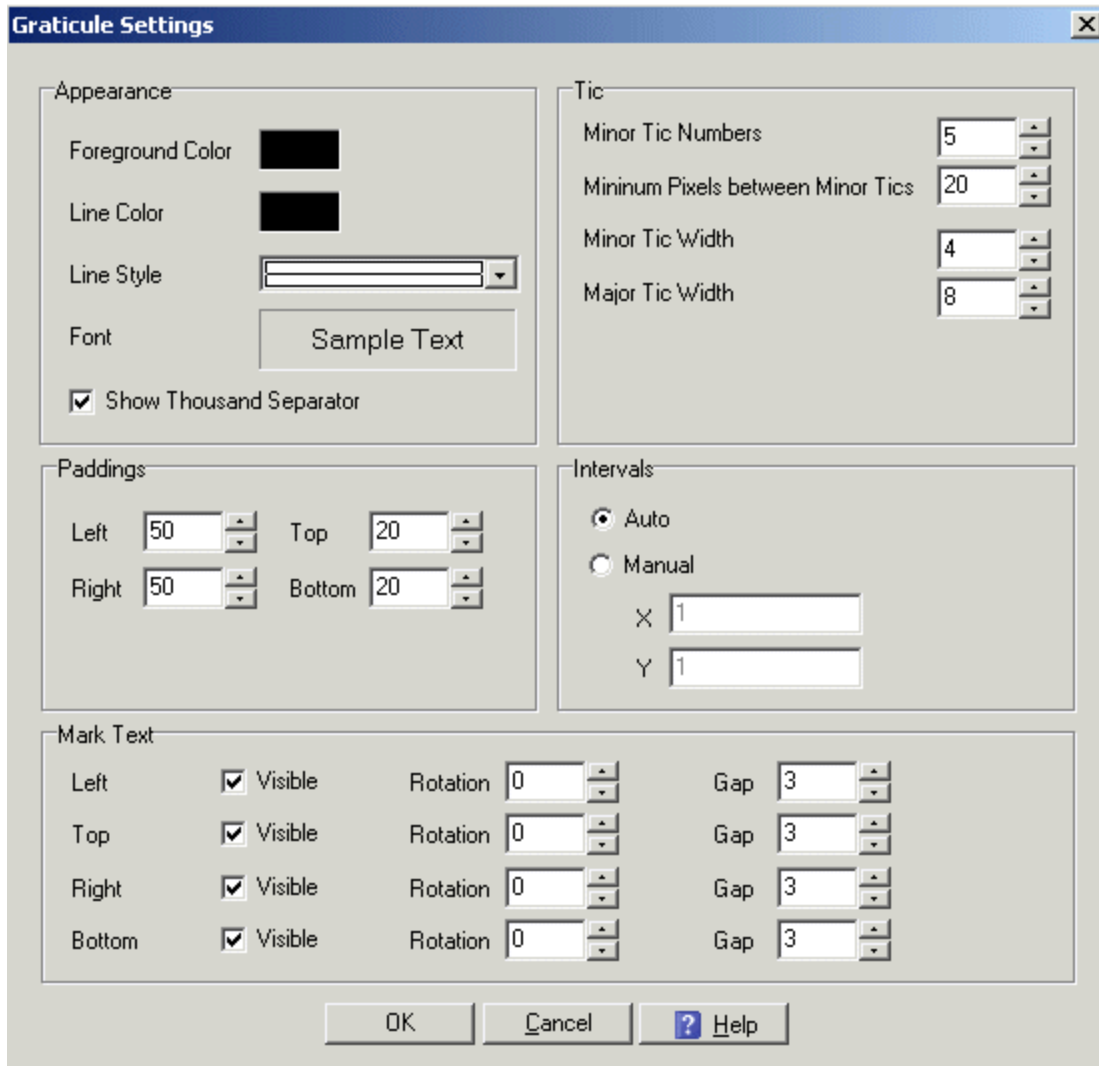 Graticule Settings
Appearance
Foreground Color
Line Color
Line Style
Font Sample Text
Show Thousand Separator
Tic
Minor Tic Numbers 5
Mininum Pixels between Minor Tics 20
Minor Tic Width 4
Major Tic Width 8
Paddings
Left 50 Top 20
Right 50 Bottom 20
Intervals
Auto
Manual
X 1
Y 1
Mark Text
Left Visible Rotation 0 Gap 3
Top Visible Rotation 0 Gap 3
Right Visible Rotation 0 Gap 3
Bottom Visible Rotation 0 Gap 3
OK Cancel ? Help